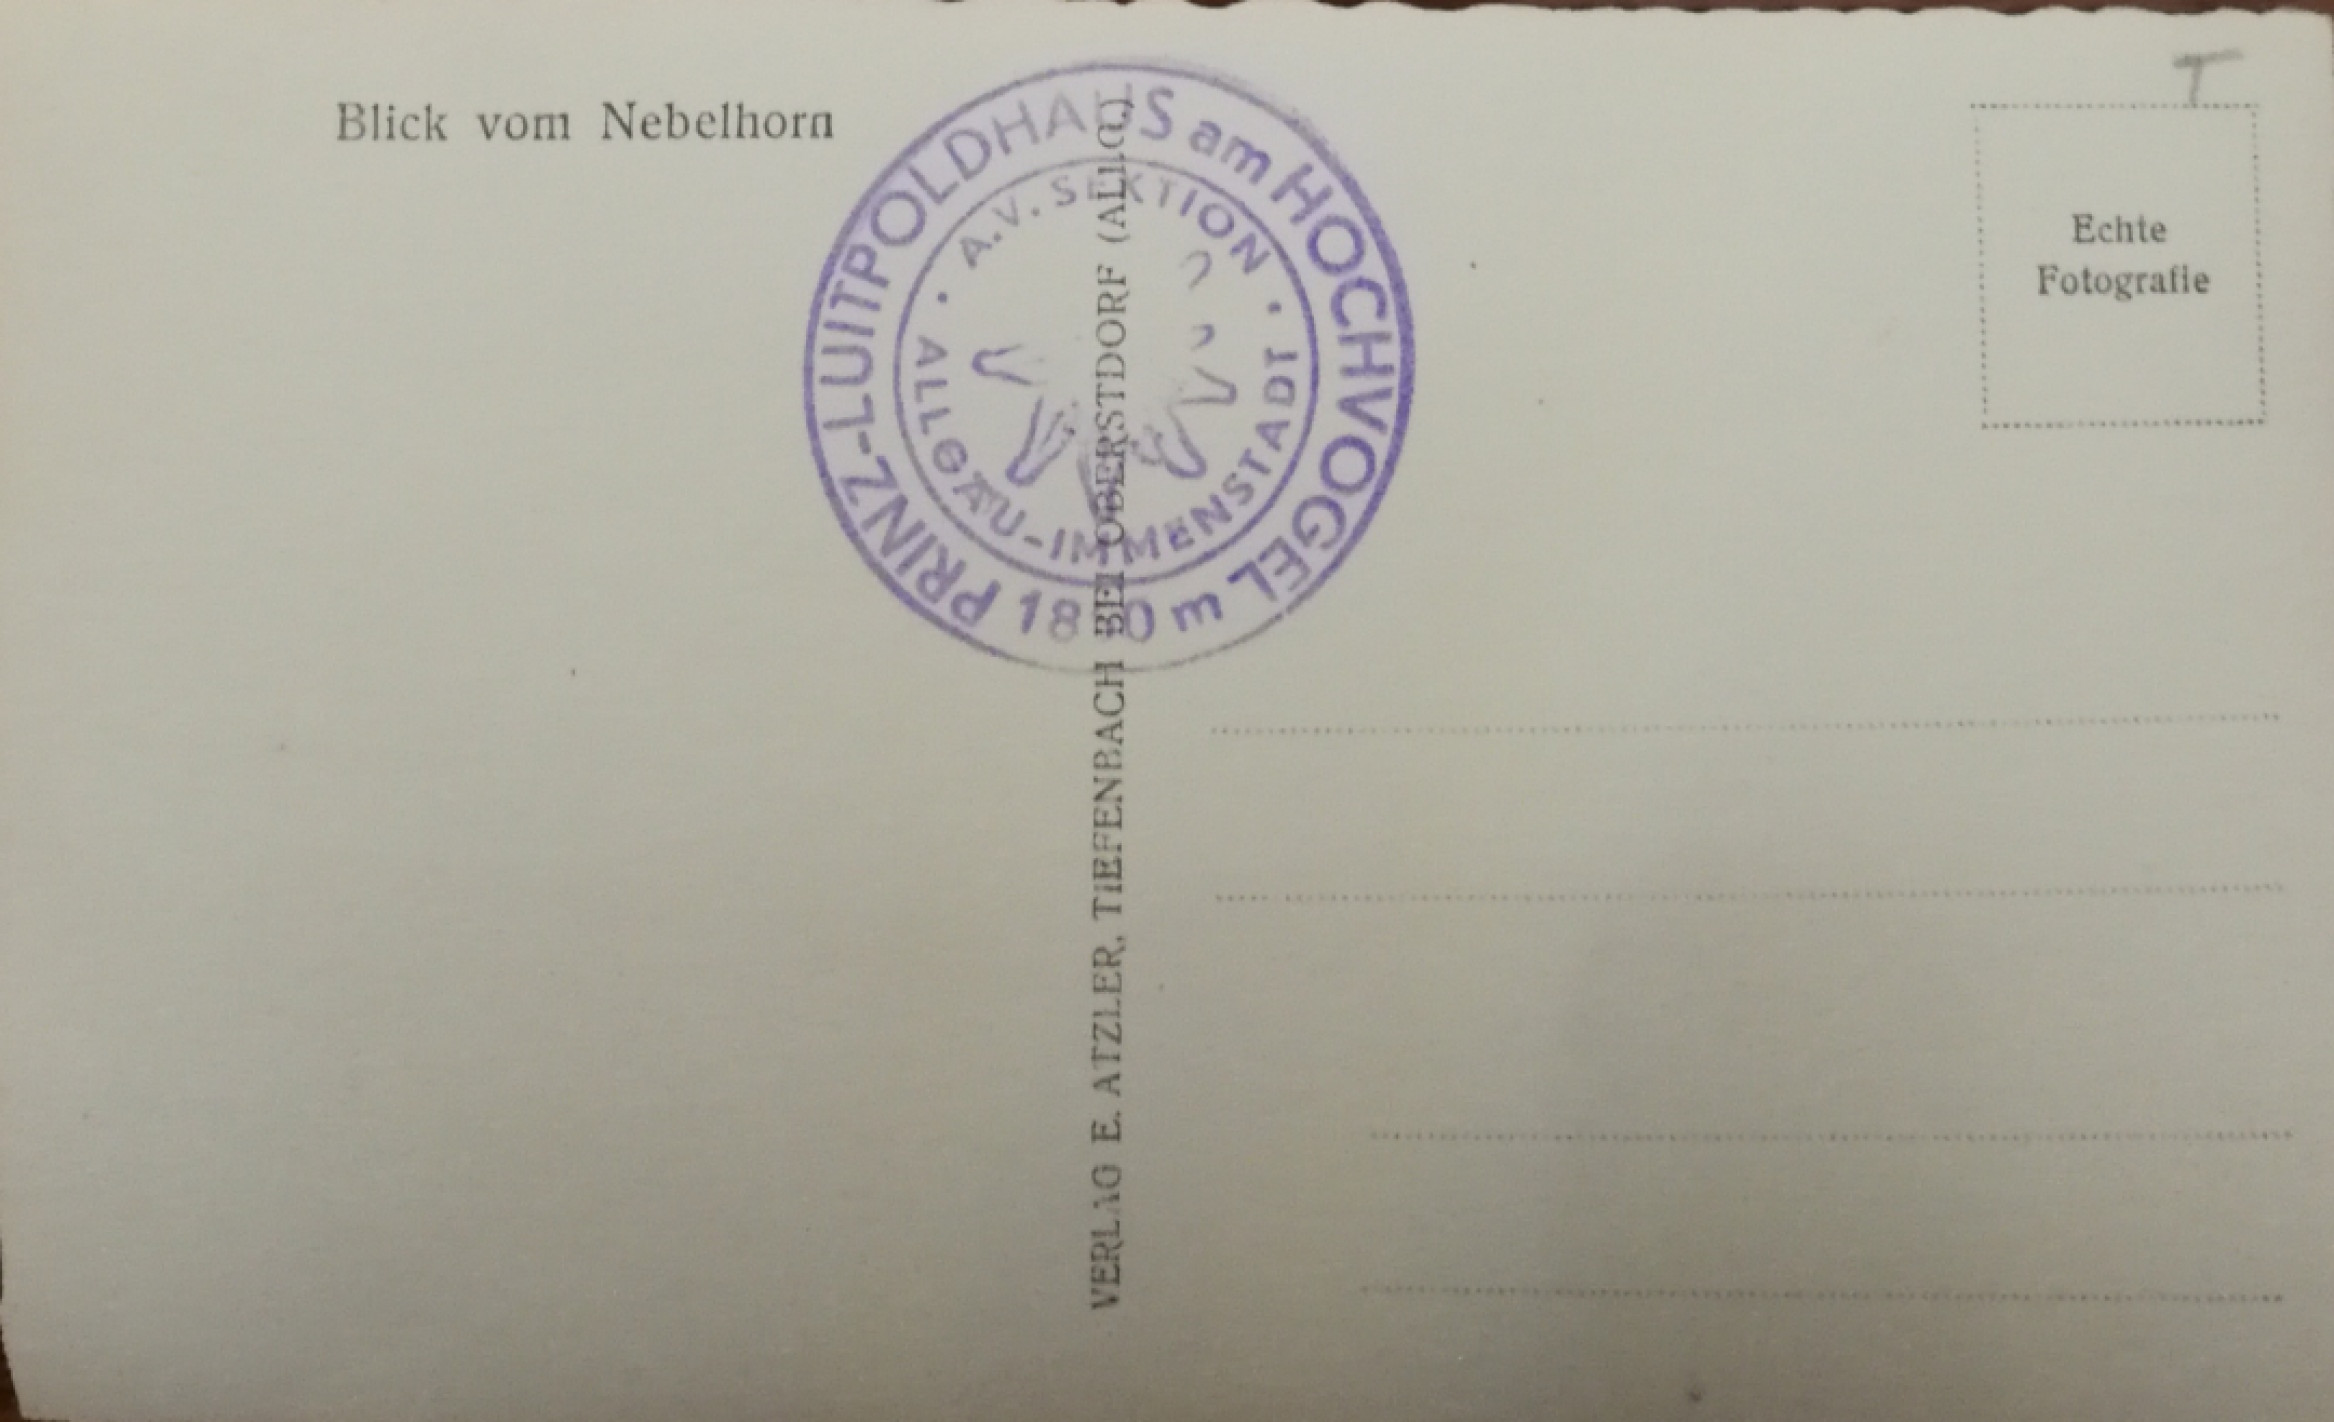 Blick vom Nebelhorn
PRINZ-LUITPOLDHAUS am HOCHVOGEL
A.V. SEKTION
ALLGÄU-IMMENSTADT
m
VERLAG E. ATZLER, TIEFENBACH BEI OBERSTDORF (ALLG.)
T
Echte
Fotografie